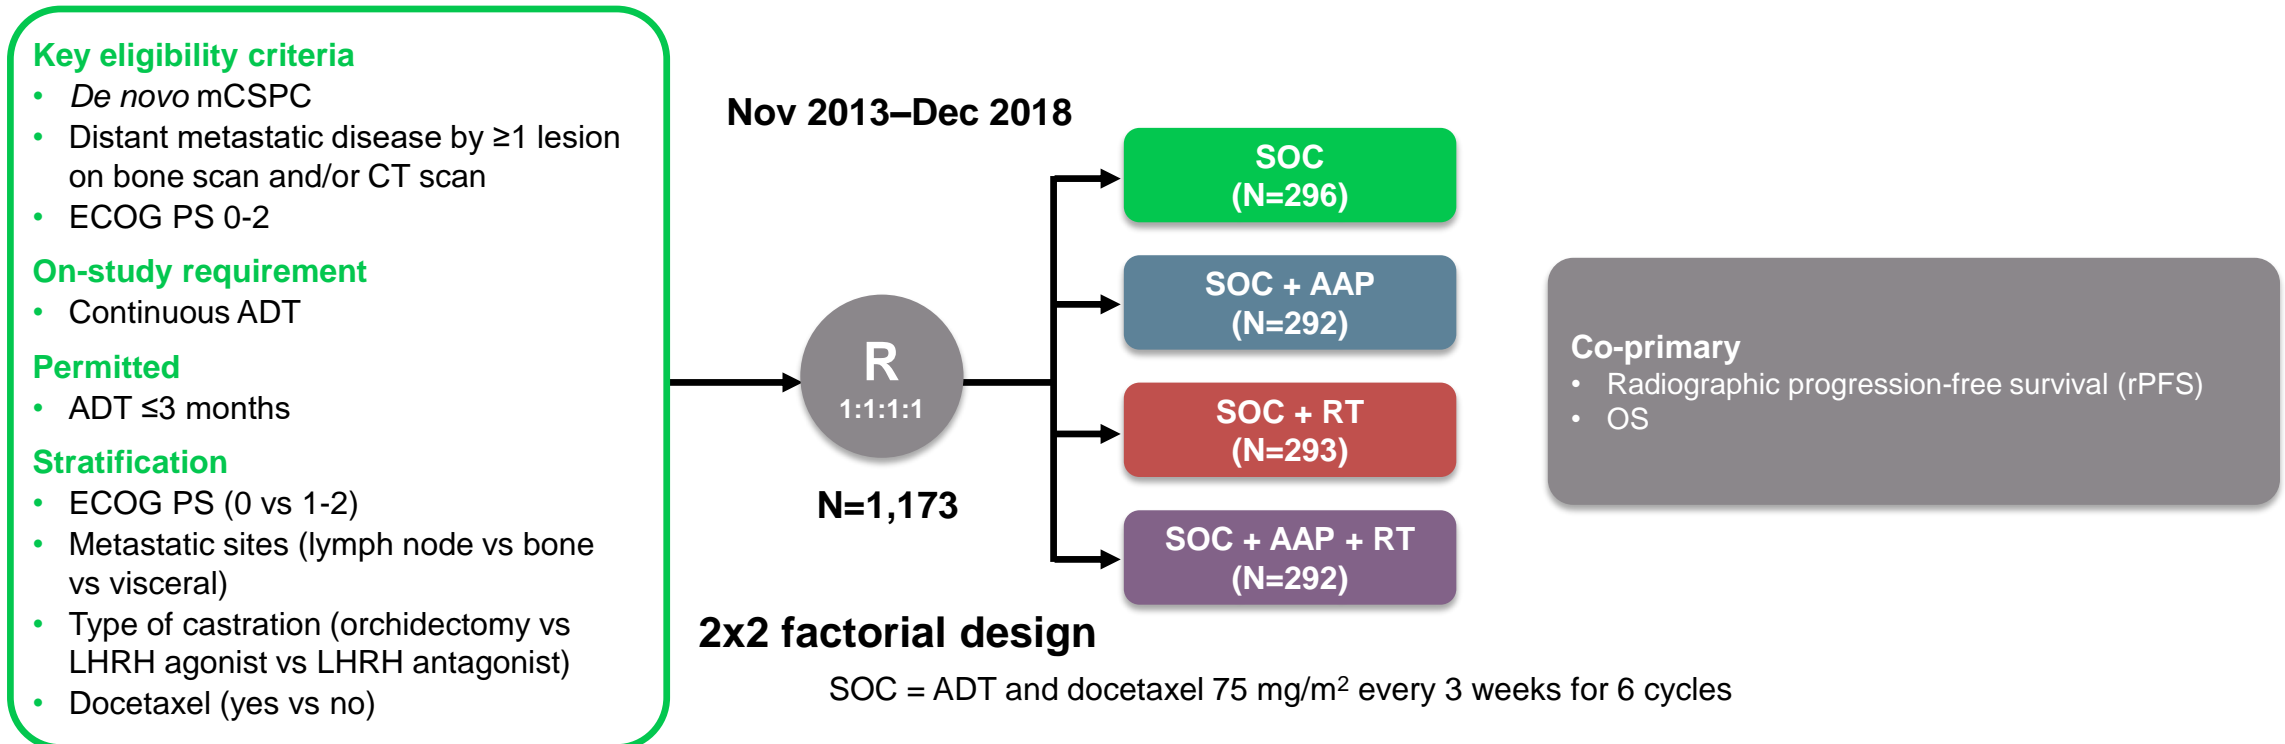 Key eligibility criteria
• De novo mCSPC
• Distant metastatic disease by ≥1 lesion
on bone scan and/or CT scan
• ECOG PS 0-2
On-study requirement
• Continuous ADT
Permitted
• ADT ≤3 months
Stratification
• ECOG PS (0 vs 1-2)
• Metastatic sites (lymph node vs bone
vs visceral)
• Type of castration (orchidectomy vs
LHRH agonist vs LHRH antagonist)
• Docetaxel (yes vs no)
Nov 2013–Dec 2018
R
1:1:1:1
N=1,173
SOC
(N=296)
SOC + AAP
(N=292)
SOC + RT
(N=293)
SOC + AAP + RT
(N=292)
2x2 factorial design
SOC = ADT and docetaxel 75 mg/m² every 3 weeks for 6 cycles
Co-primary
• Radiographic progression-free survival (rPFS)
• OS